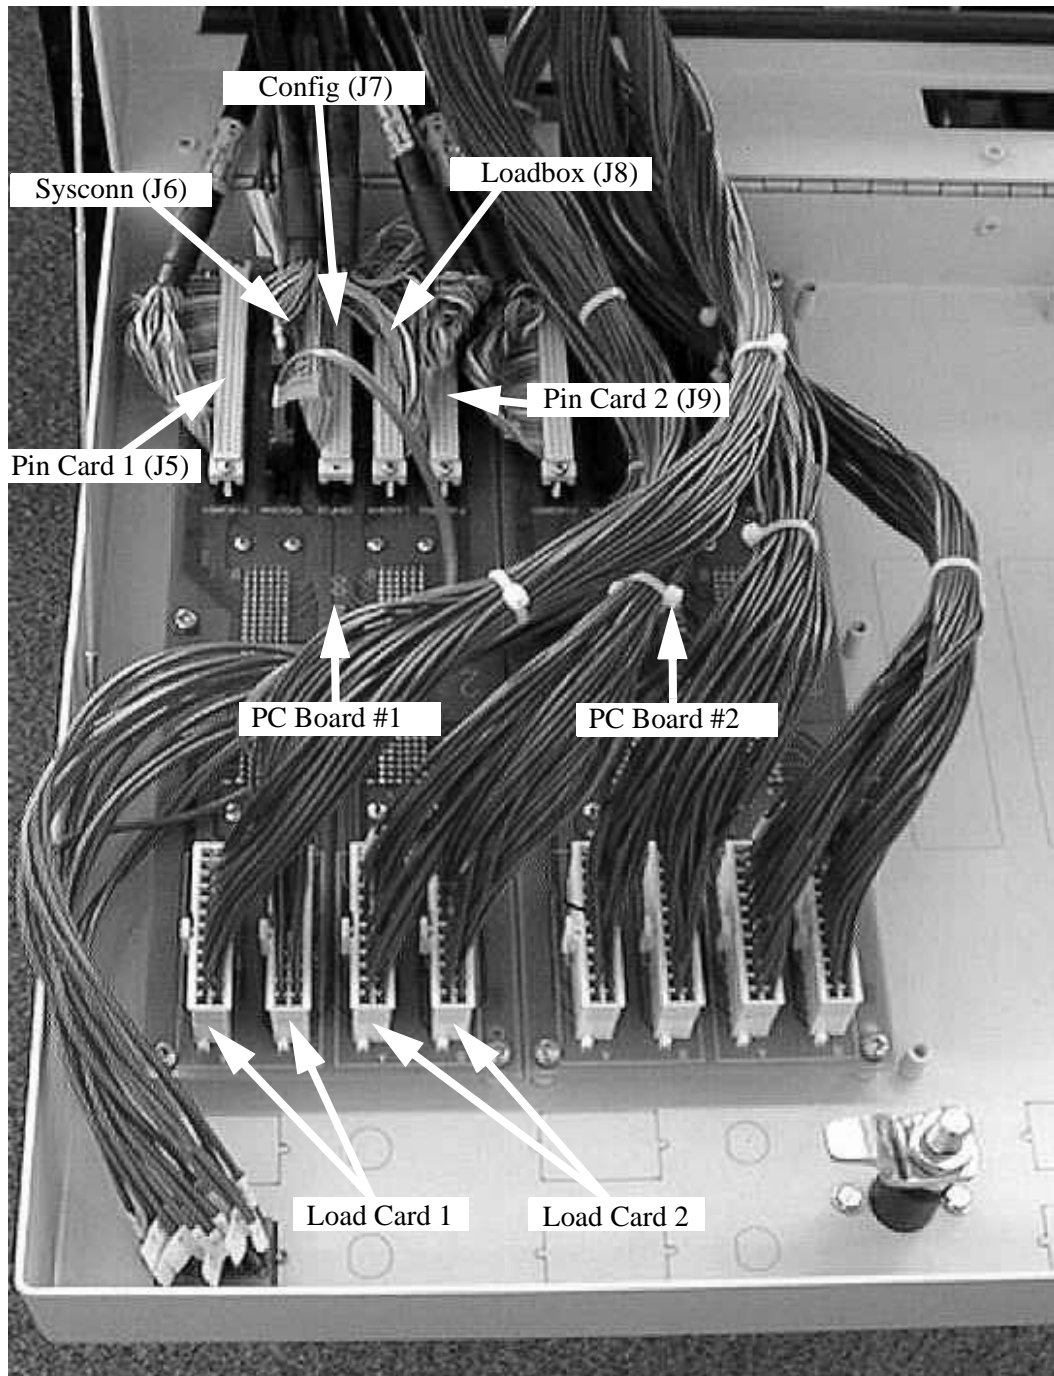 Config (J7)
Loadbox (J8)
Sysconn (J6)
Pin Card 2 (J9)
Pin Card 1 (J5)
PC Board #1
PC Board #2
Load Card 1
Load Card 2